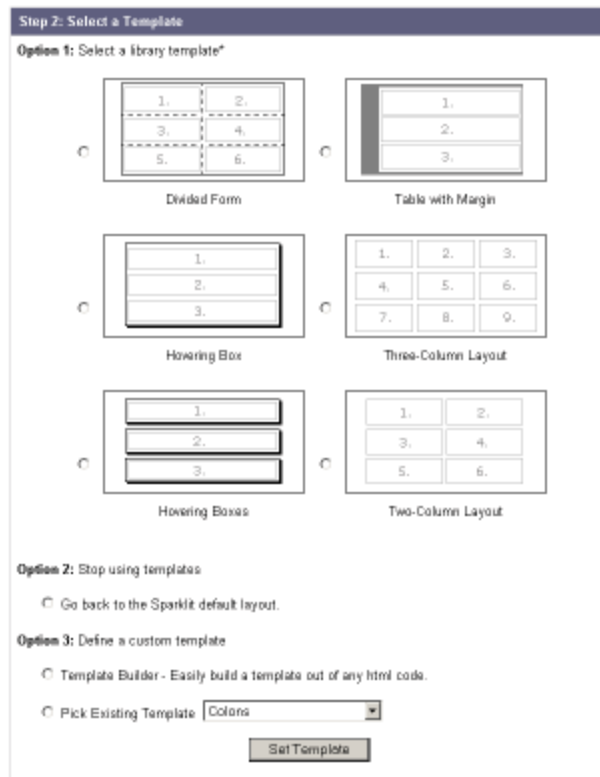 Step 2: Select a Template
Option 1: Select a library template*
1. 2.
3. 4.
5. 6.
Divided Form
1.
2.
3.
Table with Margin
1.
2.
3.
Hovering Box
1. 2. 3.
4. 5. 6.
7. 8. 9.
Three-Column Layout
1.
2.
3.
Hovering Boxes
1. 2.
3. 4.
5. 6.
Two-Column Layout
Option 2: Stop using templates
Go back to the Sparklit default layout.
Option 3: Define a custom template
Template Builder - Easily build a template out of any html code.
Pick Existing Template Colons
Set Template